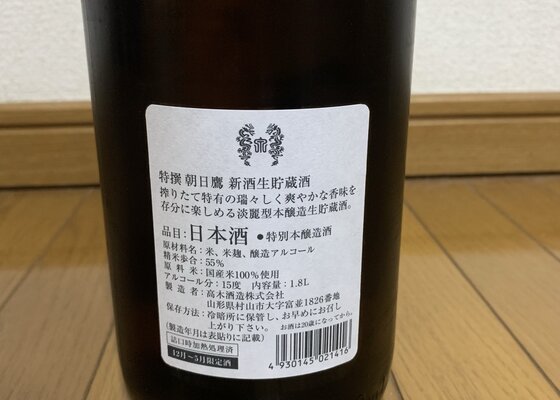 特撰 朝日鷹 新酒生貯蔵酒
搾りたて特有の瑞々しく爽やかな香味を
存分に楽しめる淡麗型本醸造生貯蔵酒。
品目:日本酒 ●特別本醸造酒
原材料名:米、米麹、醸造アルコール
精米歩合:55%
原料米:国産米100%使用
アルコール分:15度 内容量:1.8L
製造者:高木酒造株式会社
山形県村山市大字富並1826番地
保存方法:冷暗所に保管し、お早めにお召し
上がり下さい。 お酒は20歳になってから。
(製造年月は表貼りに記載)
詰口時加熱処理済
12月〜5月限定酒
4 930145 021416